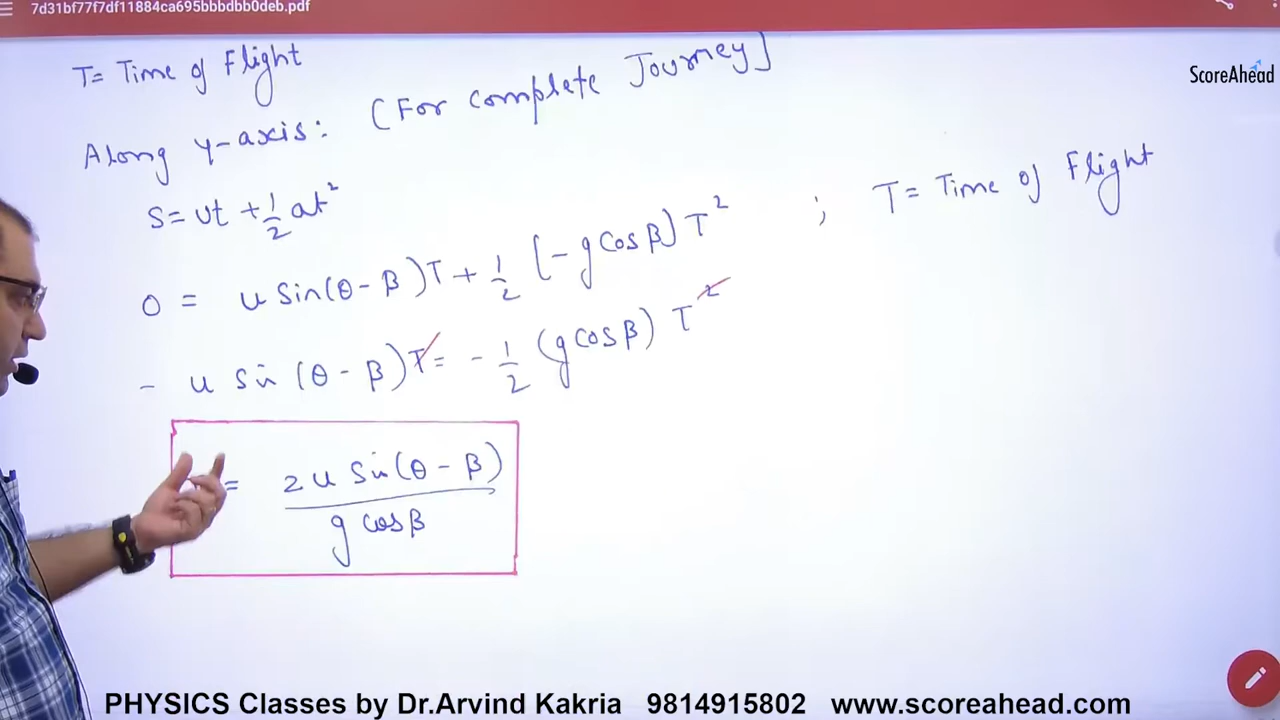 7d31bf77f7df11884ca695bbbdbb0deb.pdf
ScoreAhead
T= Time of Flight
Along y-axis: (For complete Journey]
S= ut + 1/2 at²
0 = u Sin(θ - β)T + 1/2 (- g cos β) T² ; T = Time of Flight
- u sin (θ - β)T = - 1/2 (g cos β) T²
= 2 u Sin(θ - β) / g cosβ
PHYSICS Classes by Dr.Arvind Kakria 9814915802 www.scoreahead.com